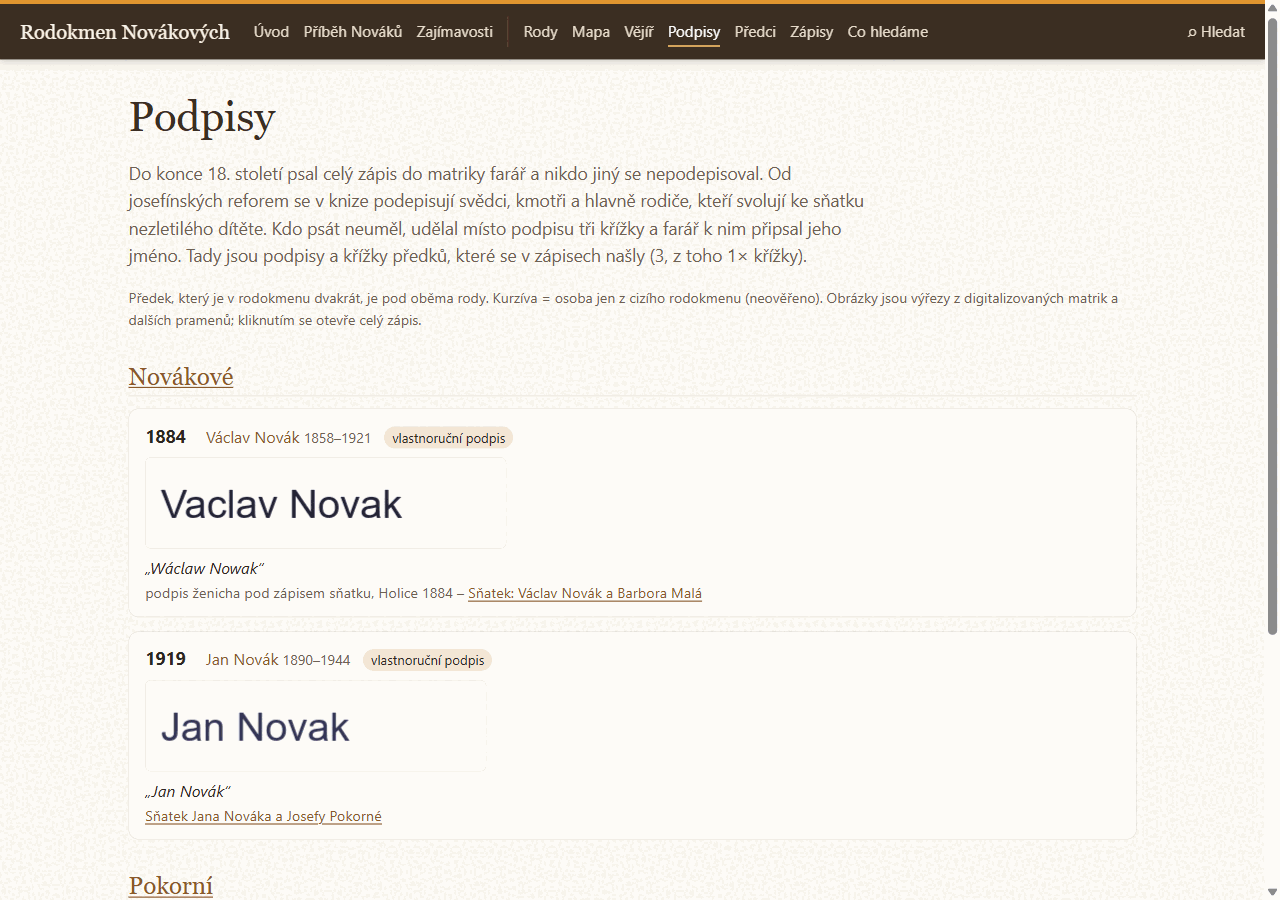 Rodokmen Novákových Úvod Příběh Nováků Zajímavosti Rody Mapa Vějíř Podpisy Předci Zápisy Co hledáme ⌕ Hledat
Podpisy
Do konce 18. století psal celý zápis do matriky farář a nikdo jiný se nepodepisoval. Od
josefínských reforem se v knize podepisují svědci, kmotři a hlavně rodiče, kteří svolují ke sňatku
nezletilého dítěte. Kdo psát neuměl, udělal místo podpisu tři křížky a farář k nim připsal jeho
jméno. Tady jsou podpisy a křížky předků, které se v zápisech našly (3, z toho 1× křížky).
Předek, který je v rodokmenu dvakrát, je pod oběma rody. Kurzíva = osoba jen z cizího rodokmenu (neověřeno). Obrázky jsou výřezy z digitalizovaných matrik a
dalších pramenů; kliknutím se otevře celý zápis.
Novákové
1884 Václav Novák 1858–1921 vlastnoruční podpis
Vaclav Novak
„Wáclaw Nowak“
podpis ženicha pod zápisem sňatku, Holice 1884 – Sňatek: Václav Novák a Barbora Malá
1919 Jan Novák 1890–1944 vlastnoruční podpis
Jan Novak
„Jan Novák“
Sňatek Jana Nováka a Josefy Pokorné
Pokorní